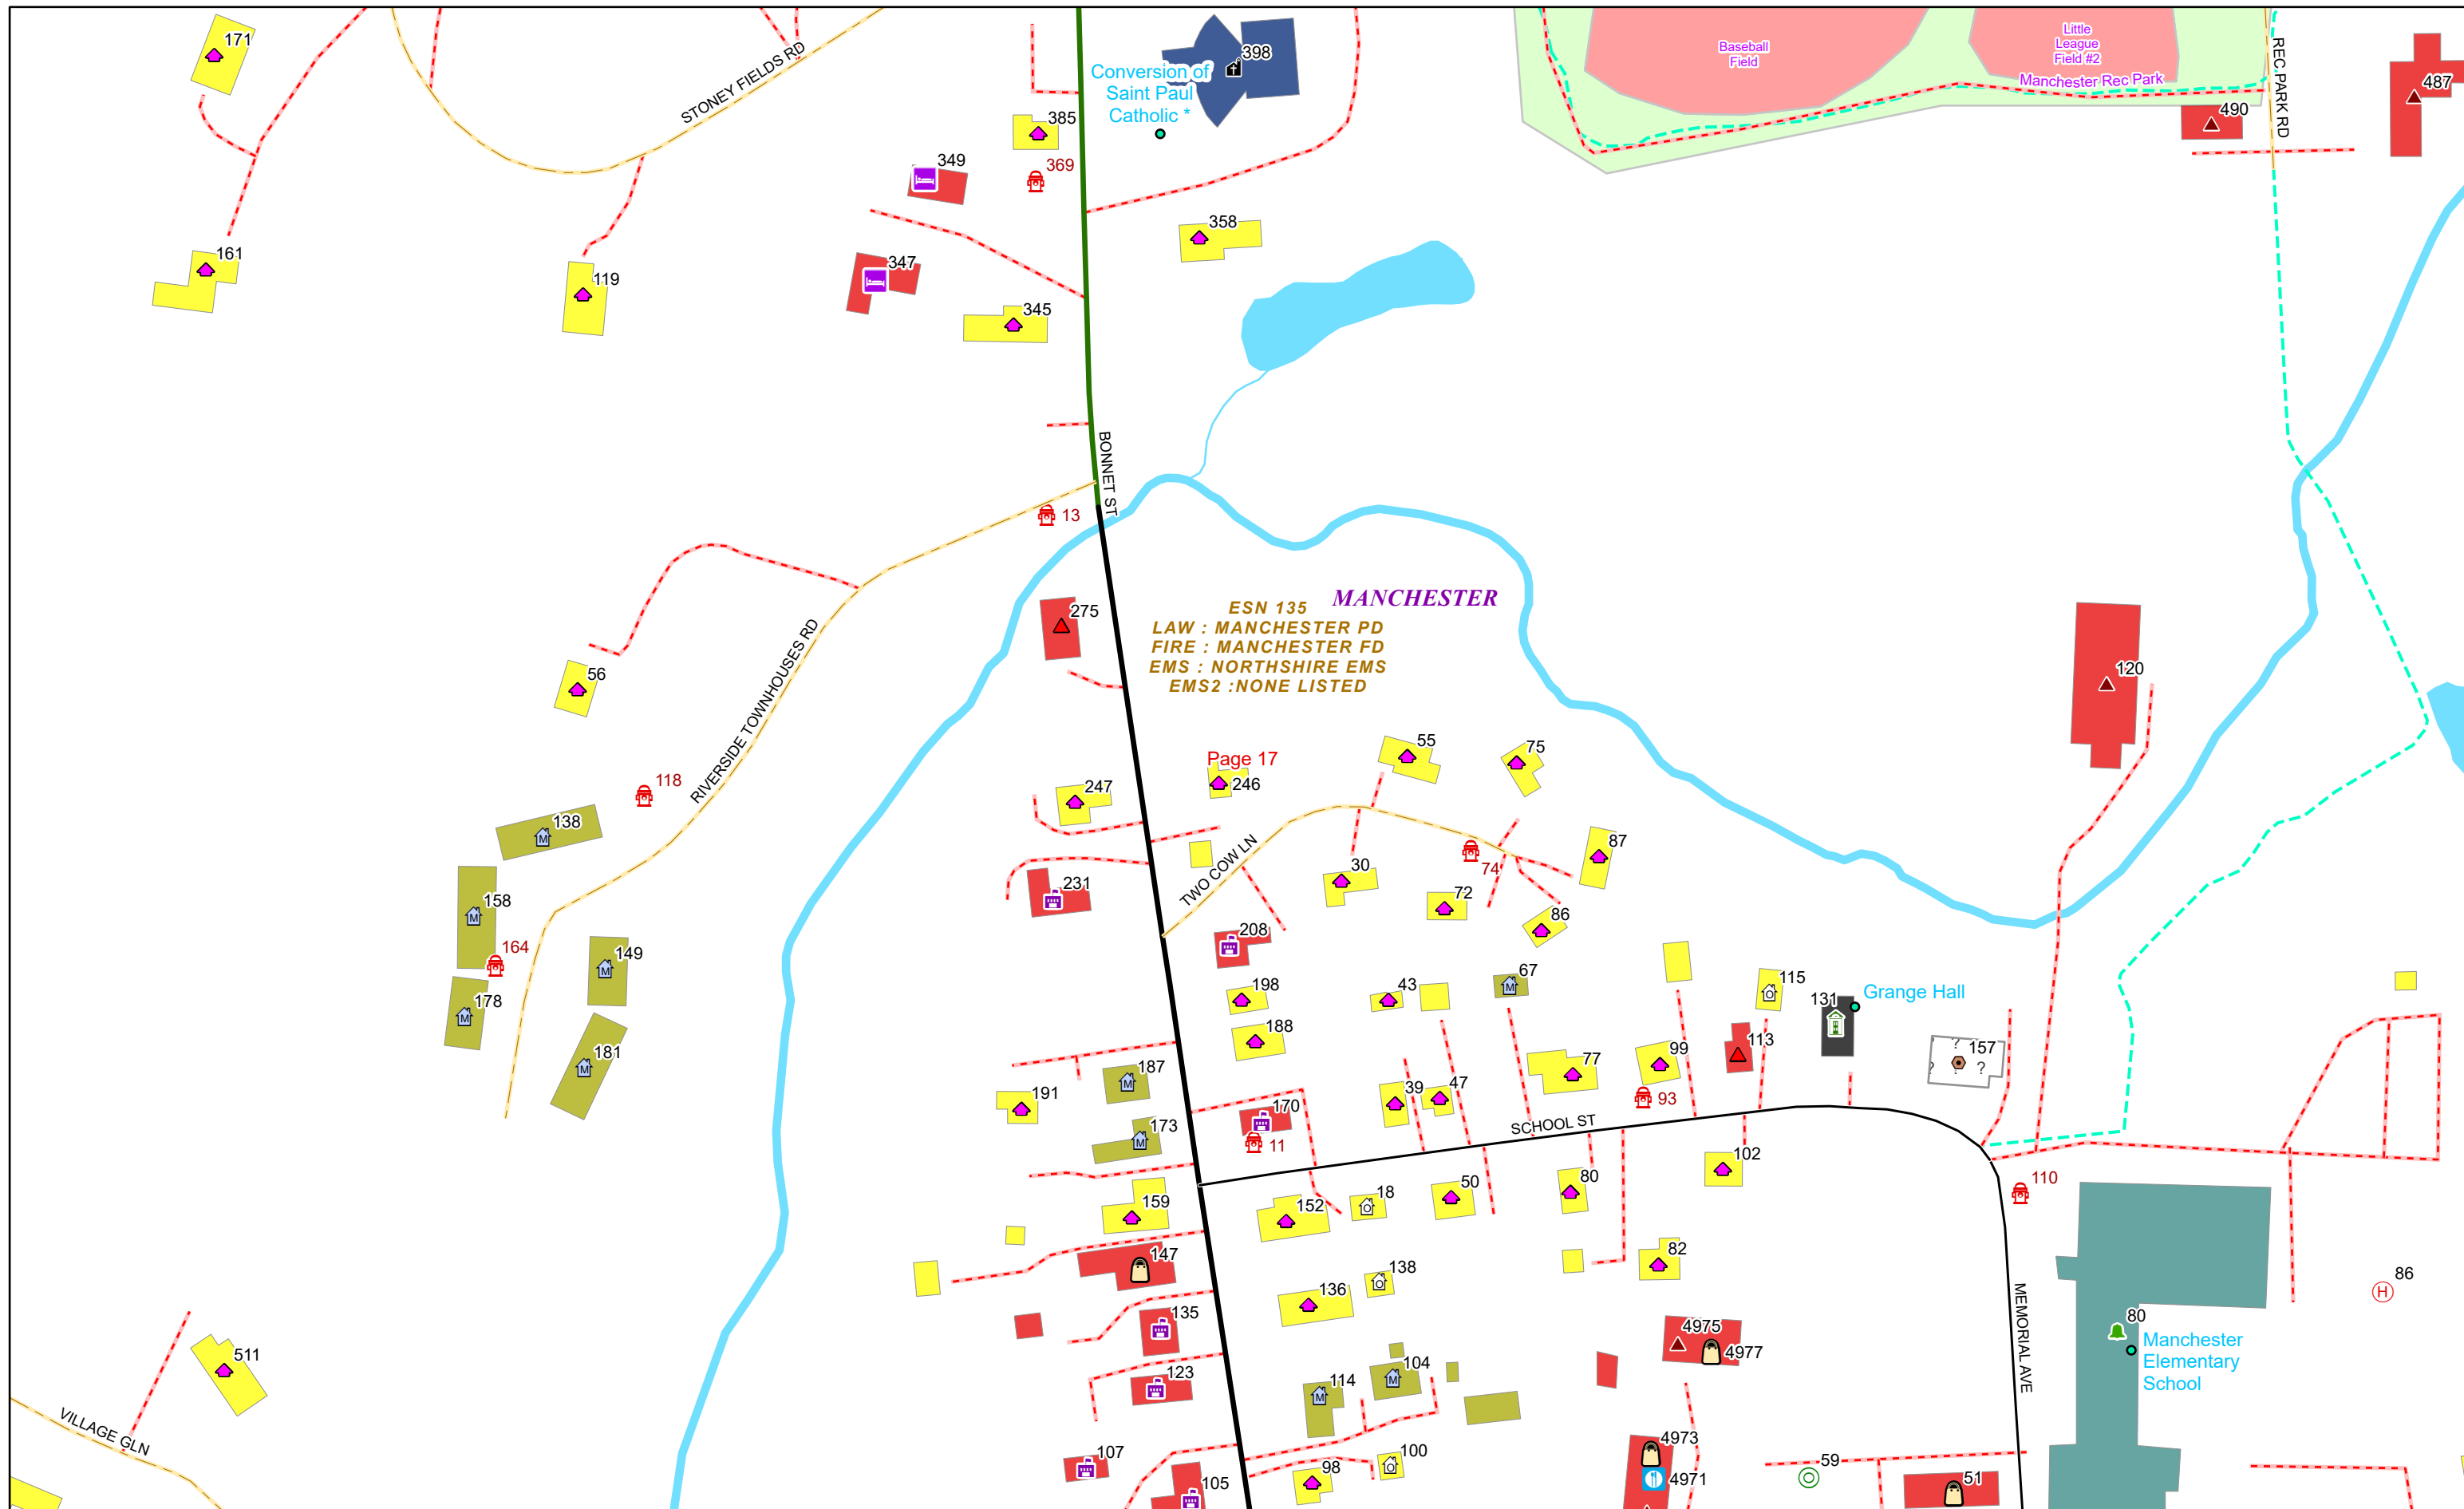 171
STONEY FIELDS RD
398
Conversion of
Saint Paul
Catholic *
Baseball
Field
Little
League
Field #2
Manchester Rec Park
REC PARK RD
487
490
385
369
349
358
161
119
347
345
BONNET ST
13
275
ESN 135
MANCHESTER
LAW : MANCHESTER PD
FIRE : MANCHESTER FD
EMS : NORTHSHIRE EMS
EMS2 :NONE LISTED
56
RIVERSIDE TOWNHOUSES RD
120
118
138
247
Page 17
246
55
75
TWO COW LN
74
87
30
72
86
231
208
158
164
149
178
181
198
188
43
M
67
115
131
Grange Hall
113
157
? ? ? ?
99
93
77
39
47
187
191
173
170
11
SCHOOL ST
102
110
159
152
18
50
80
82
147
138
136
135
123
114
104
4975
4977
MEMORIAL AVE
80
Manchester
Elementary
School
H
86
511
VILLAGE GLN
107
105
98
100
4973
4971
59
51